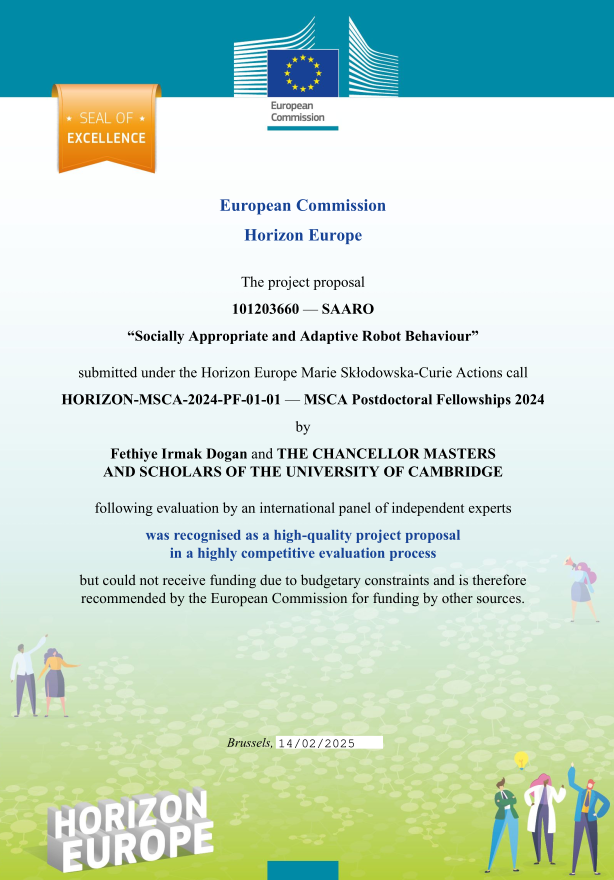 European
Commission
★ SEAL OF ★
EXCELLENCE
European Commission
Horizon Europe
The project proposal
101203660 — SAARO
“Socially Appropriate and Adaptive Robot Behaviour”
submitted under the Horizon Europe Marie Skłodowska-Curie Actions call
HORIZON-MSCA-2024-PF-01-01 — MSCA Postdoctoral Fellowships 2024
by
Fethiye Irmak Dogan and THE CHANCELLOR MASTERS
AND SCHOLARS OF THE UNIVERSITY OF CAMBRIDGE
following evaluation by an international panel of independent experts
was recognised as a high-quality project proposal
in a highly competitive evaluation process
but could not receive funding due to budgetary constraints and is therefore
recommended by the European Commission for funding by other sources.
Brussels, 14/02/2025
HORIZON
EUROPE